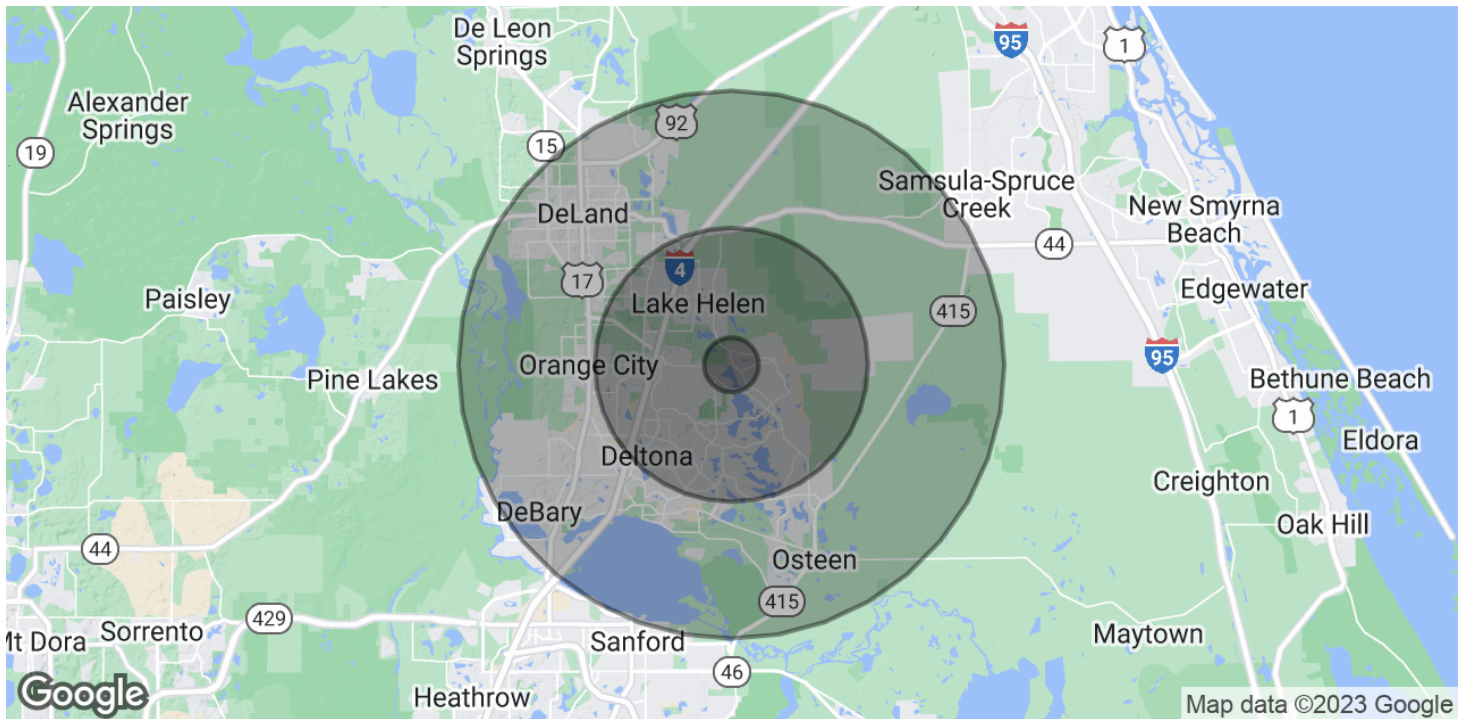 De Leon
Springs
95
1
Alexander
Springs
92
15
19
Samsula-Spruce
Creek
DeLand
New Smyrna
Beach
44
17
4
Paisley
Lake Helen
Edgewater
415
95
Orange City
Pine Lakes
Bethune Beach
1
Eldora
Deltona
Creighton
DeBary
Oak Hill
44
Osteen
415
429
Mt Dora
Sorrento
Sanford
Maytown
46
Heathrow
Google
Map data ©2023 Google